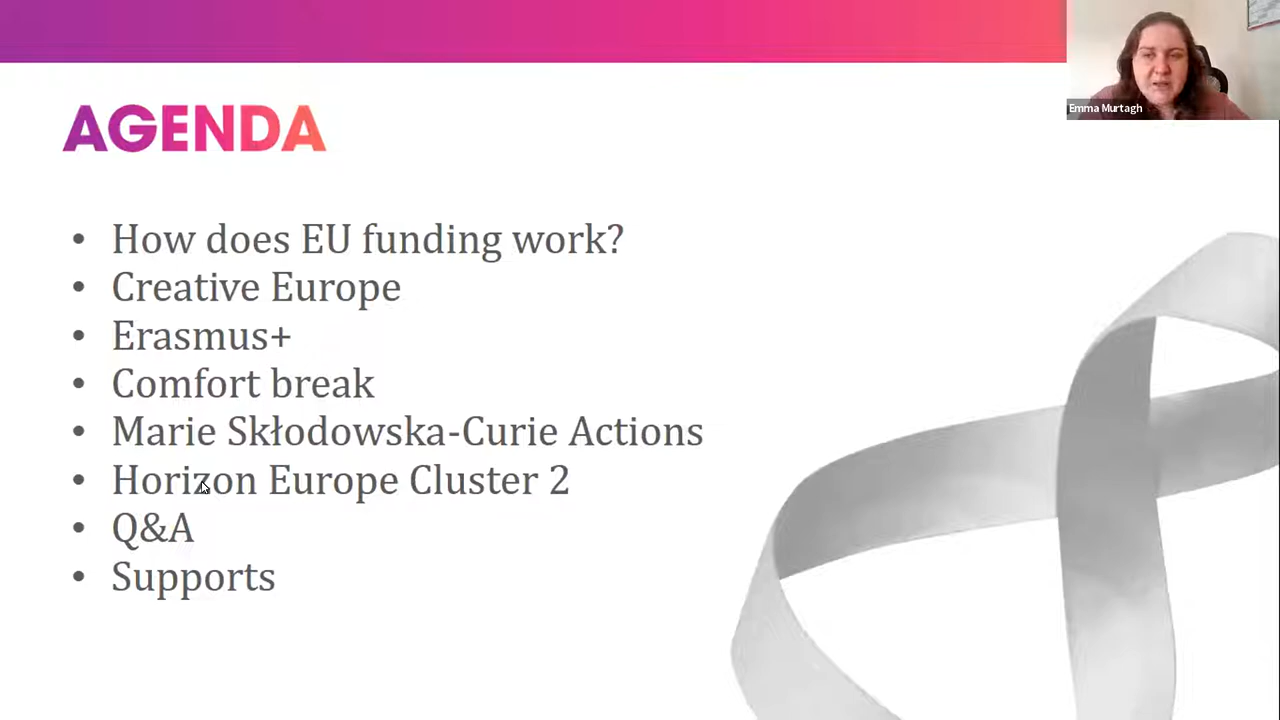 Emma Murtagh
AGENDA
• How does EU funding work?
• Creative Europe
• Erasmus+
• Comfort break
• Marie Skłodowska-Curie Actions
• Horizon Europe Cluster 2
• Q&A
• Supports